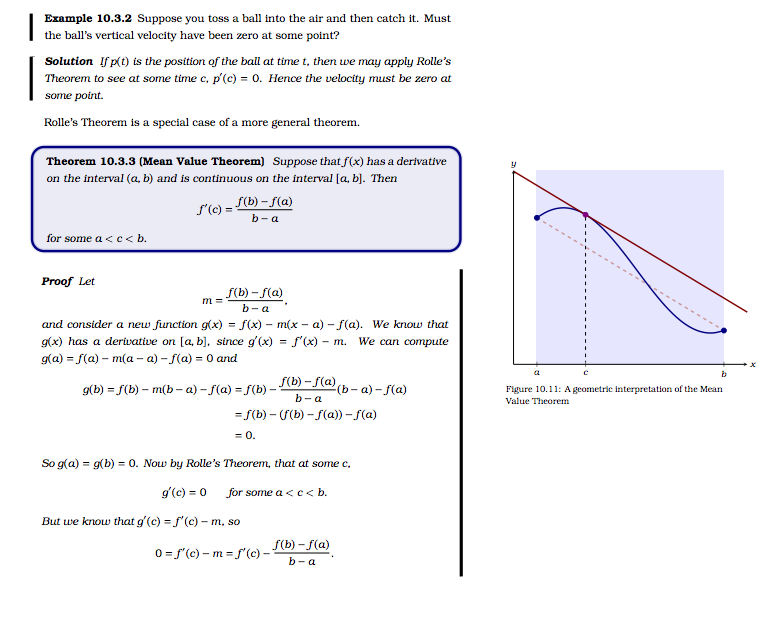 Example 10.3.2 Suppose you toss a ball into the air and then catch it. Must
the ball's vertical velocity have been zero at some point?
Solution If p(t) is the position of the ball at time t, then we may apply Rolle's
Theorem to see at some time c, p′(c) = 0. Hence the velocity must be zero at
some point.
Rolle's Theorem is a special case of a more general theorem.
Theorem 10.3.3 (Mean Value Theorem) Suppose that f(x) has a derivative
on the interval (a, b) and is continuous on the interval [a, b]. Then
f′(c) = f(b) − f(a)
b − a
for some a < c < b.
Proof Let
m = f(b) − f(a)
b − a ,
and consider a new function g(x) = f(x) − m(x − a) − f(a). We know that
g(x) has a derivative on [a, b], since g′(x) = f′(x) − m. We can compute
g(a) = f(a) − m(a − a) − f(a) = 0 and
g(b) = f(b) − m(b − a) − f(a) = f(b) − f(b) − f(a) (b − a) − f(a)
b − a
= f(b) − (f(b) − f(a)) − f(a)
= 0.
So g(a) = g(b) = 0. Now by Rolle's Theorem, that at some c,
g′(c) = 0 for some a < c < b.
But we know that g′(c) = f′(c) − m, so
0 = f′(c) − m = f′(c) − f(b) − f(a)
b − a .
y
x
a
c
b
Figure 10.11: A geometric interpretation of the Mean
Value Theorem